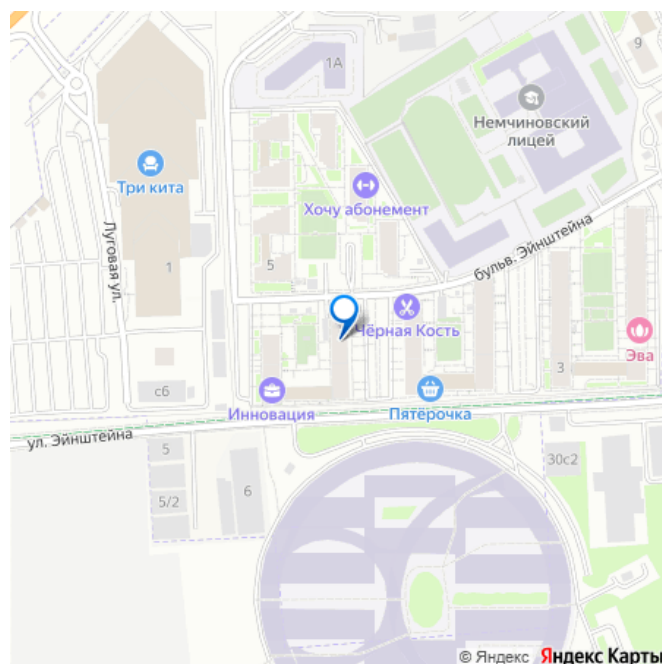 1А
9
Немчиновский
лицей
Три кита
Хочу абонемент
Луговая ул.
бульв. Эйнштейна
1
5
Чёрная Кость
Эва
3
с6
Инновация
Пятёрочка
ул. Эйнштейна
5
30с2
5/2
6
© Яндекс Яндекс Карты